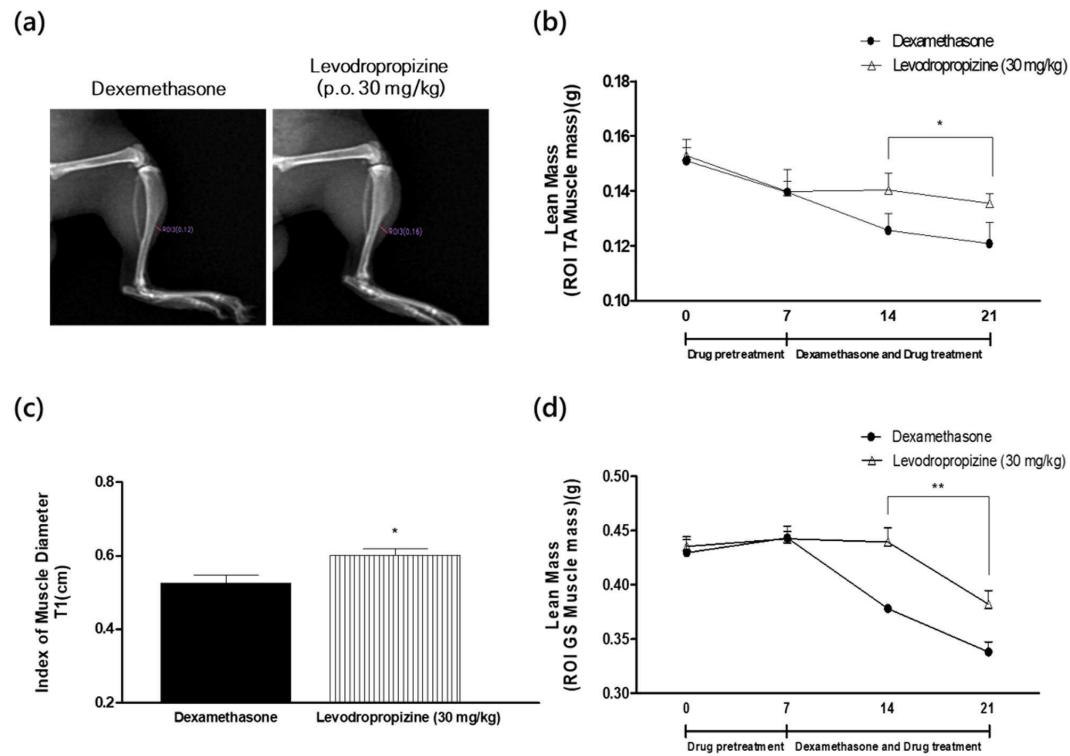 (a)
Dexemethasone
Levodropropizine
(p.o. 30 mg/kg)
ROI3(0.12)
ROI3(0.16)
(b)
Dexamethasone
Levodropropizine (30 mg/kg)
Lean Mass
(ROI TA Muscle mass)(g)
0.18
0.16
0.14
0.12
0.10
*
0 7 14 21
Drug pretreatment Dexamethasone and Drug treatment
(c)
Index of Muscle Diameter
T1(cm)
0.8
0.6
0.4
0.2
*
Dexamethasone Levodropropizine (30 mg/kg)
(d)
Dexamethasone
Levodropropizine (30 mg/kg)
Lean Mass
(ROI GS Muscle mass)(g)
0.50
0.45
0.40
0.35
0.30
**
0 7 14 21
Drug pretreatment Dexamethasone and Drug treatment